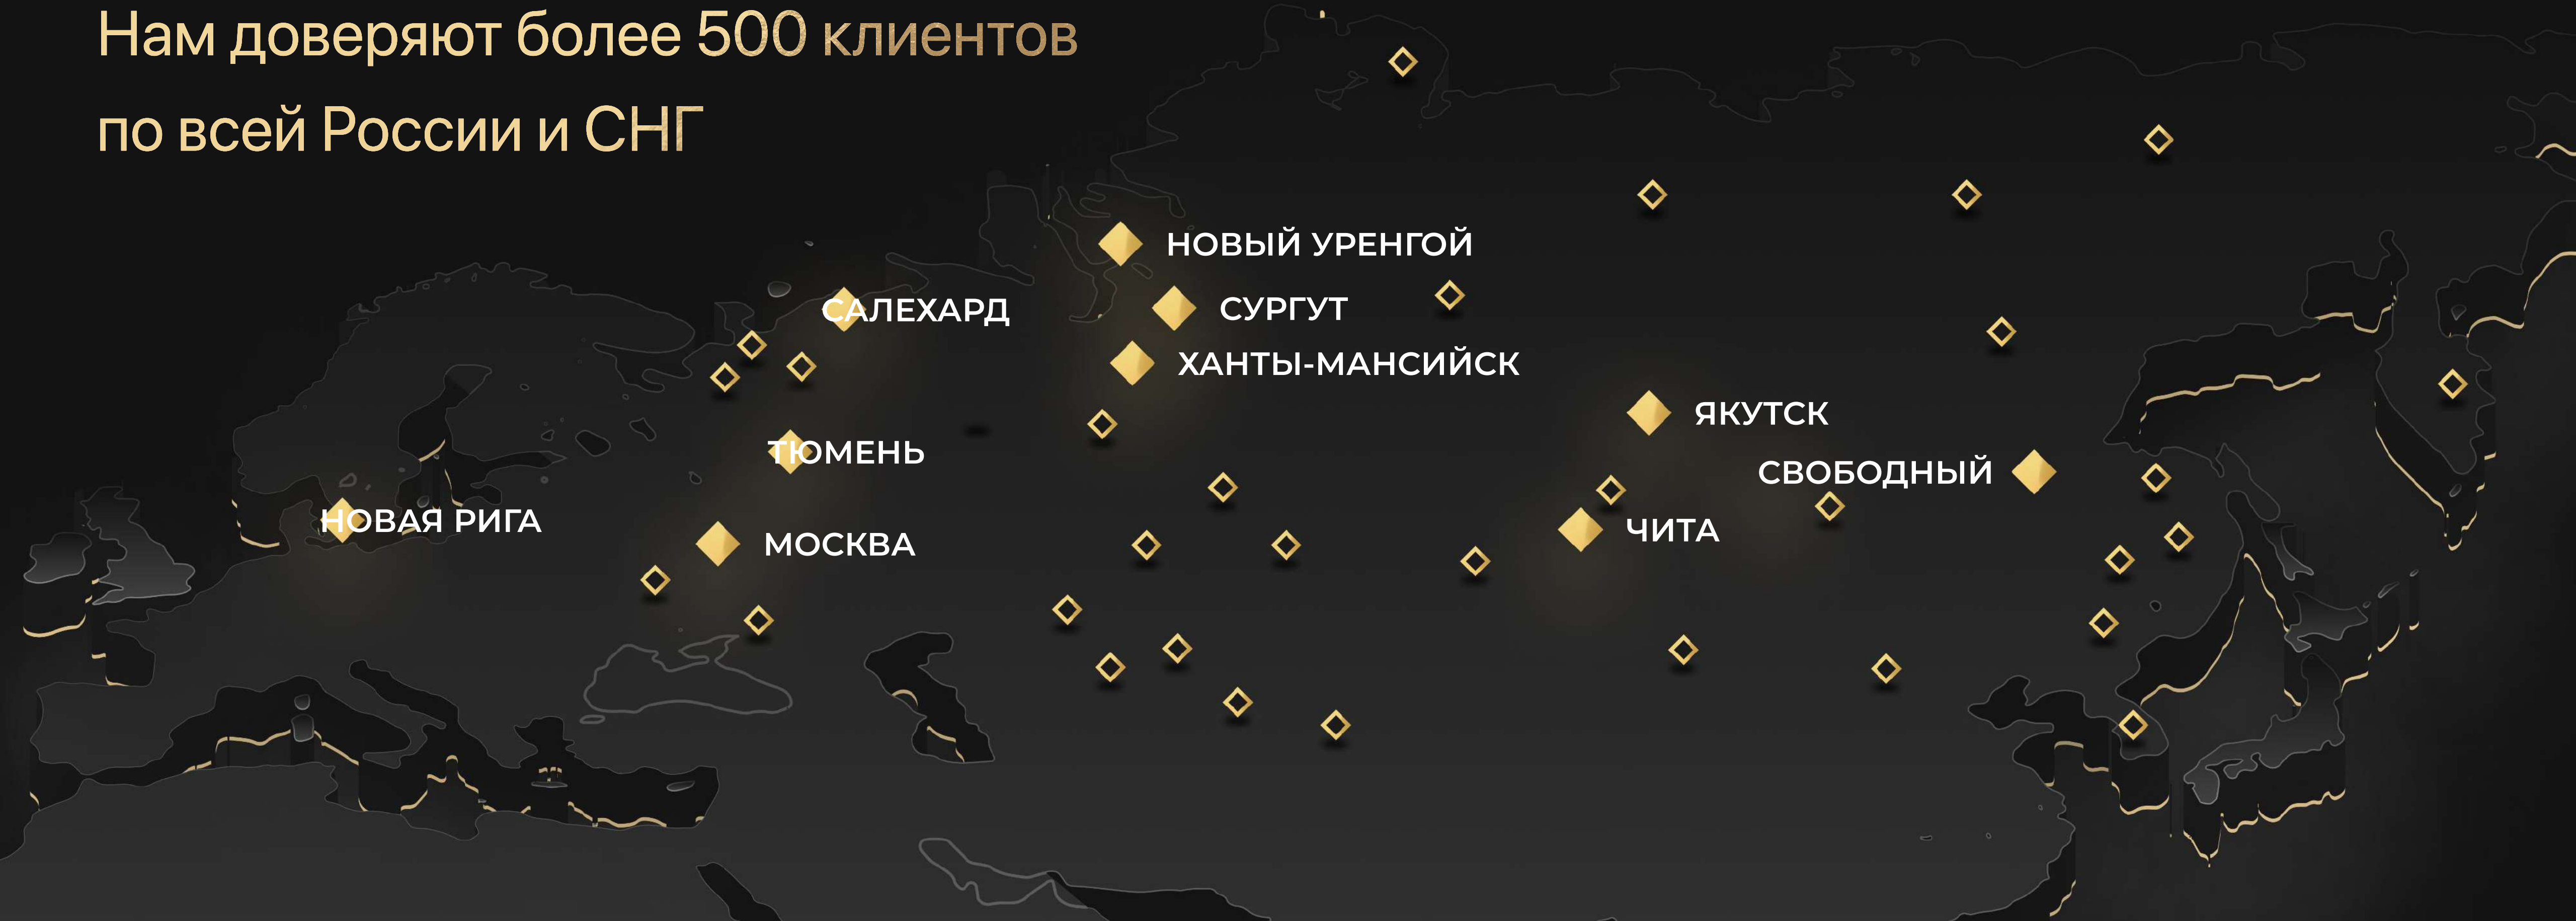 Нам доверяют более 500 клиентов
по всей России и СНГ
НОВЫЙ УРЕНГОЙ
САЛЕХАРД
СУРГУТ
ХАНТЫ-МАНСИЙСК
ЯКУТСК
ТЮМЕНЬ
СВОБОДНЫЙ
НОВАЯ РИГА
ЧИТА
МОСКВА